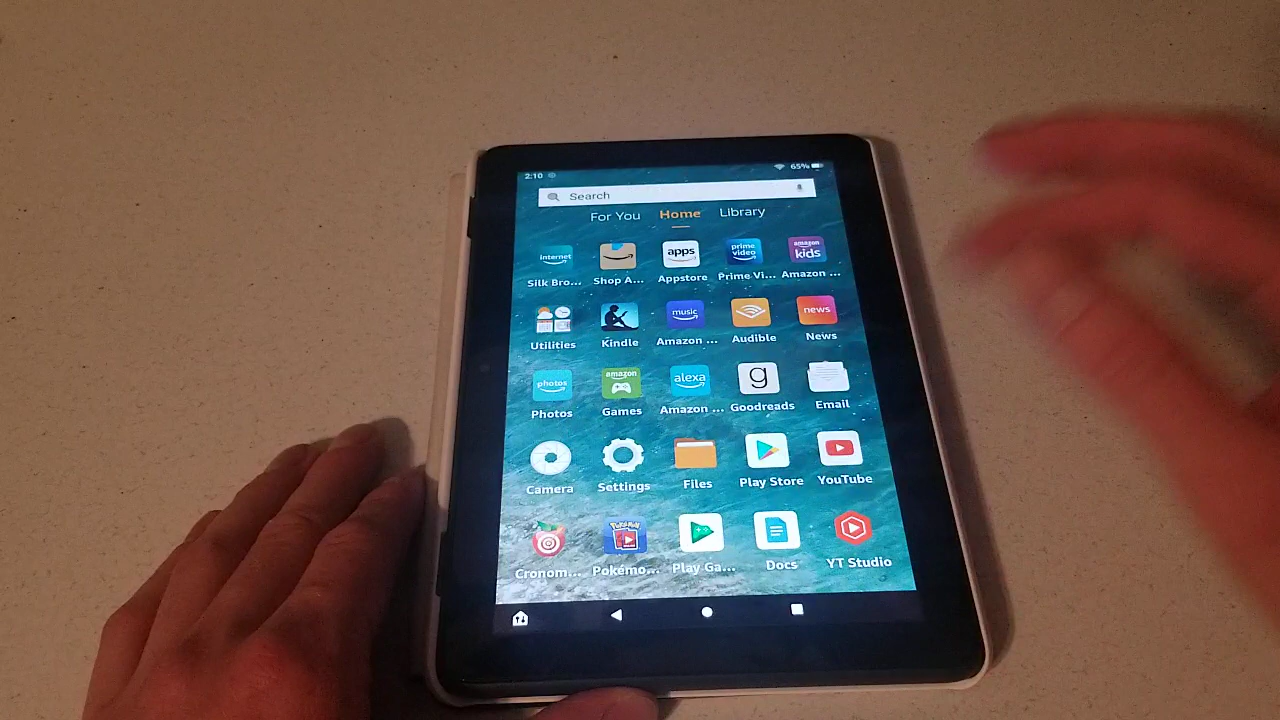 2:10 65%
Search
For You Home Library
internet apps prime video amazon kids
Silk Bro... Shop A... Appstore Prime Vi... Amazon ...
music news
Utilities Kindle Amazon ... Audible News
photos amazon alexa g
Photos Games Amazon ... Goodreads Email
Camera Settings Files Play Store YouTube
Pokémon
Cronom... Pokémo... Play Ga... Docs YT Studio